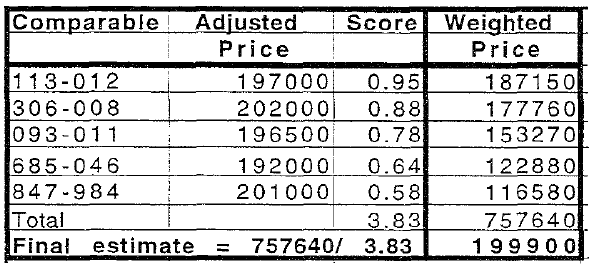 Comparable Adjusted Score Weighted
Price Price
113-012 197000 0.95 187150
306-008 202000 0.88 177760
093-011 196500 0.78 153270
685-046 192000 0.64 122880
847-984 201000 0.58 116580
Total 3.83 757640
Final estimate = 757640/ 3.83 199900